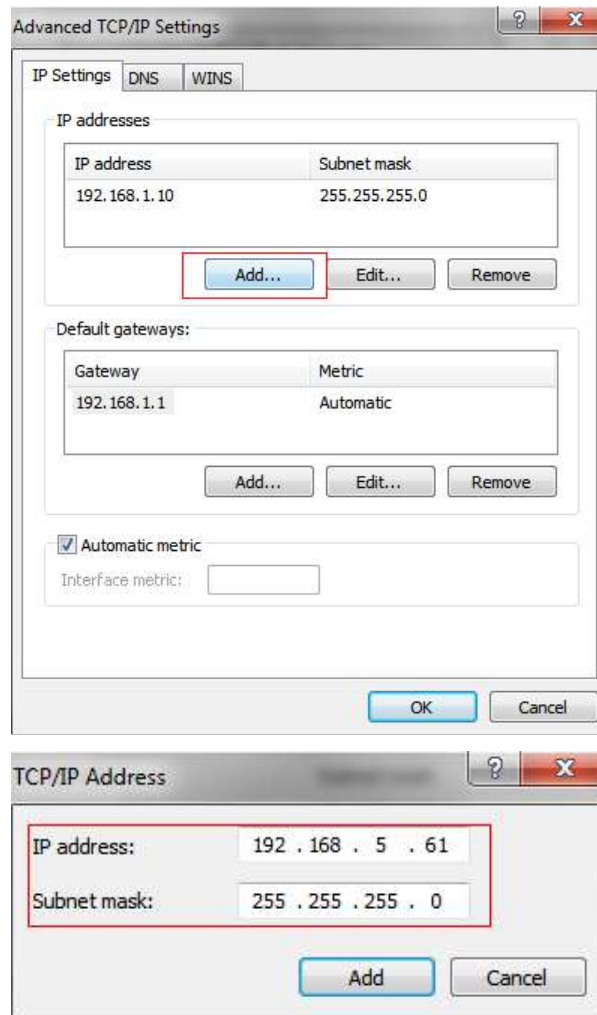 Advanced TCP/IP Settings
IP Settings DNS WINS
IP addresses
IP address Subnet mask
192.168.1.10 255.255.255.0
Add... Edit... Remove
Default gateways:
Gateway Metric
192.168.1.1 Automatic
Add... Edit... Remove
Automatic metric
Interface metric:
OK Cancel
TCP/IP Address
IP address: 192 . 168 . 5 . 61
Subnet mask: 255 . 255 . 255 . 0
Add Cancel